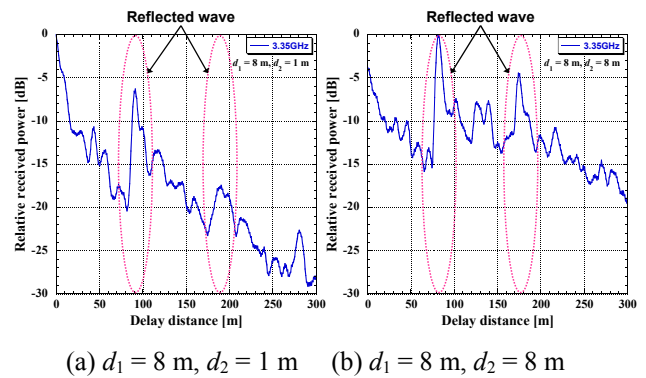 Reflected wave
3.35GHz
d1 = 8 m, d2 = 1 m
Relative received power [dB]
0
-5
-10
-15
-20
-25
-30
0 50 100 150 200 250 300
Delay distance [m]
(a) d1 = 8 m, d2 = 1 m
Reflected wave
3.35GHz
d1 = 8 m, d2 = 8 m
Relative received power [dB]
0
-5
-10
-15
-20
-25
-30
0 50 100 150 200 250 300
Delay distance [m]
(b) d1 = 8 m, d2 = 8 m